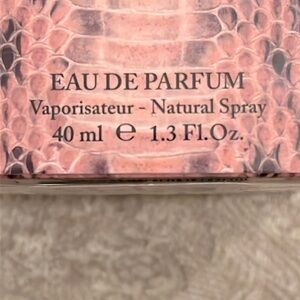 EAU DE PARFUM
Vaporisateur - Natural Spray
40 ml ℮ 1.3 Fl.Oz.